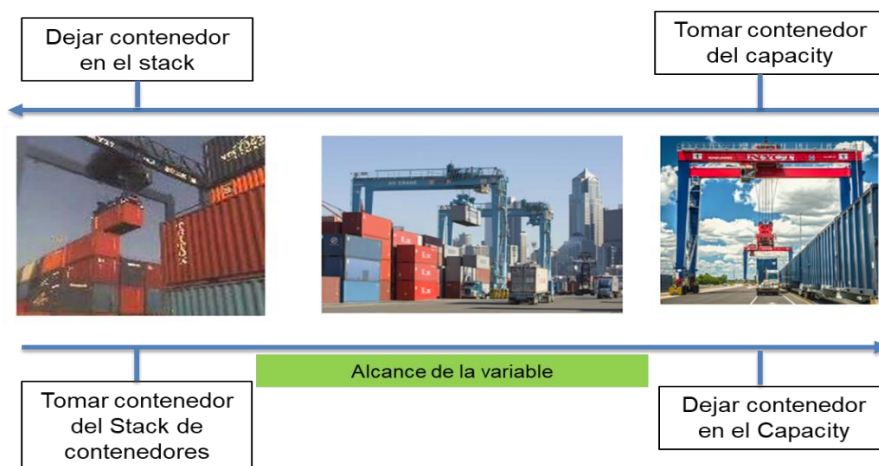 Dejar contenedor
en el stack
Tomar contenedor
del capacity
NYCT
Alcance de la variable
Tomar contenedor
del Stack de
contenedores
Dejar contenedor
en el Capacity